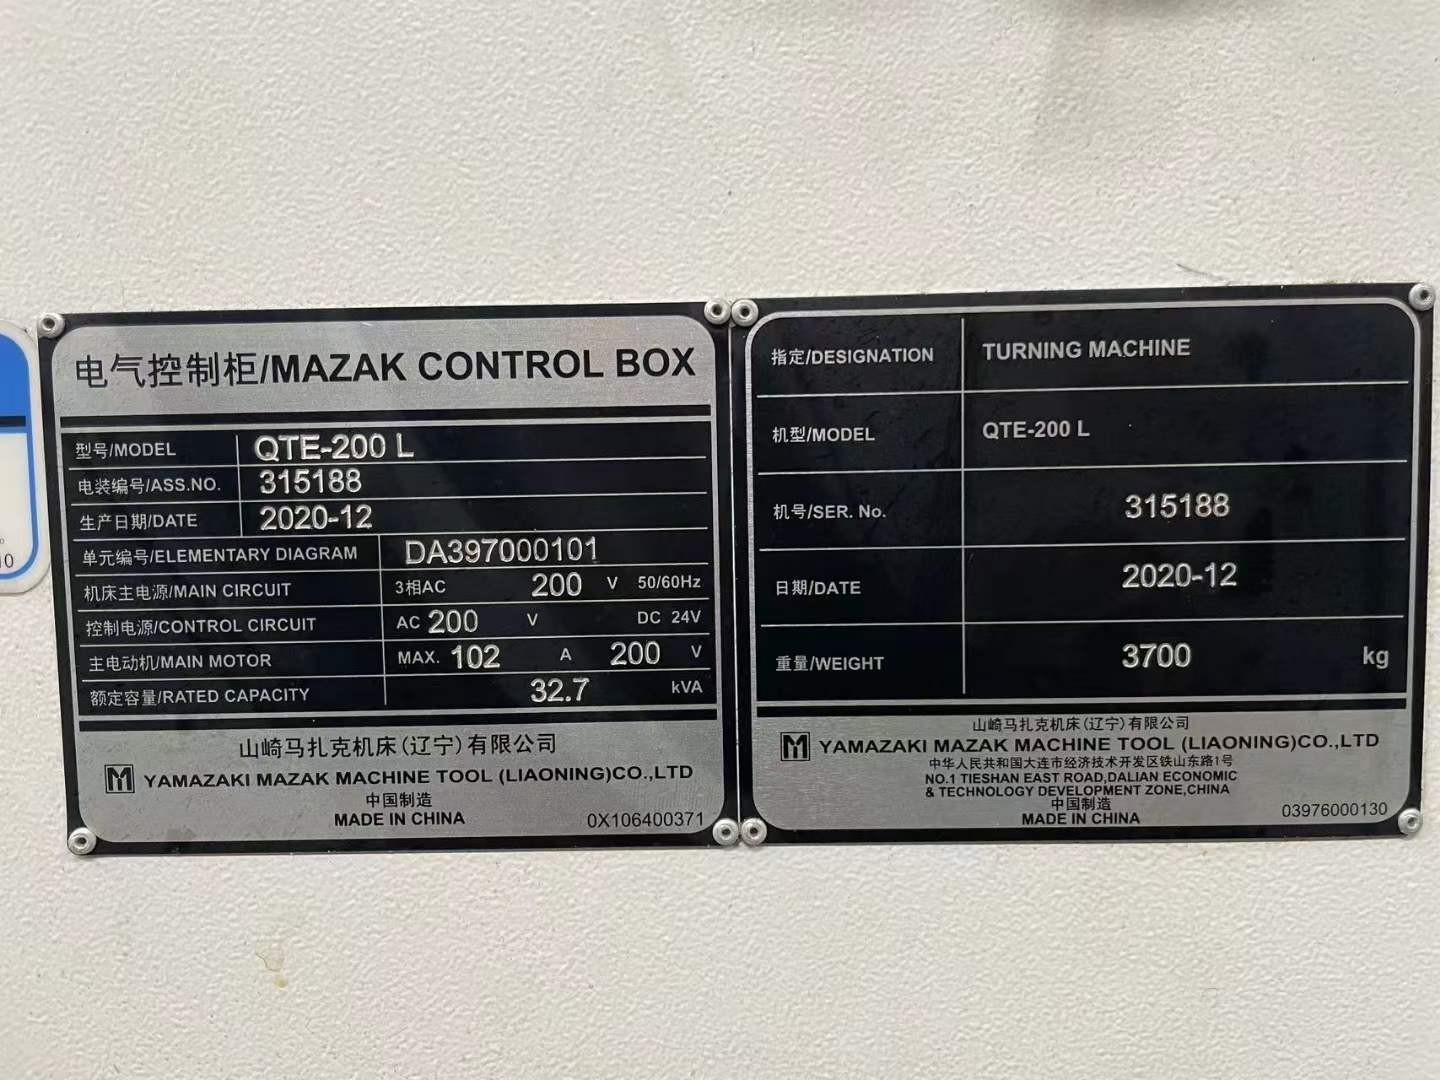 电气控制柜/MAZAK CONTROL BOX
型号/MODEL QTE-200 L
电装编号/ASS.NO. 315188
生产日期/DATE 2020-12
单元编号/ELEMENTARY DIAGRAM DA397000101
机床主电源/MAIN CIRCUIT 3相AC 200 V 50/60Hz
控制电源/CONTROL CIRCUIT AC 200 V DC 24V
主电动机/MAIN MOTOR MAX. 102 A 200 V
额定容量/RATED CAPACITY 32.7 kVA
山崎马扎克机床(辽宁)有限公司
YAMAZAKI MAZAK MACHINE TOOL (LIAONING)CO.,LTD
中国制造
MADE IN CHINA 0X106400371
指定/DESIGNATION TURNING MACHINE
机型/MODEL QTE-200 L
机号/SER. No. 315188
日期/DATE 2020-12
重量/WEIGHT 3700 kg
山崎马扎克机床(辽宁)有限公司
YAMAZAKI MAZAK MACHINE TOOL (LIAONING)CO.,LTD
中华人民共和国大连市经济技术开发区铁山东路1号
NO.1 TIESHAN EAST ROAD,DALIAN ECONOMIC
& TECHNOLOGY DEVELOPMENT ZONE,CHINA
中国制造
MADE IN CHINA 03976000130